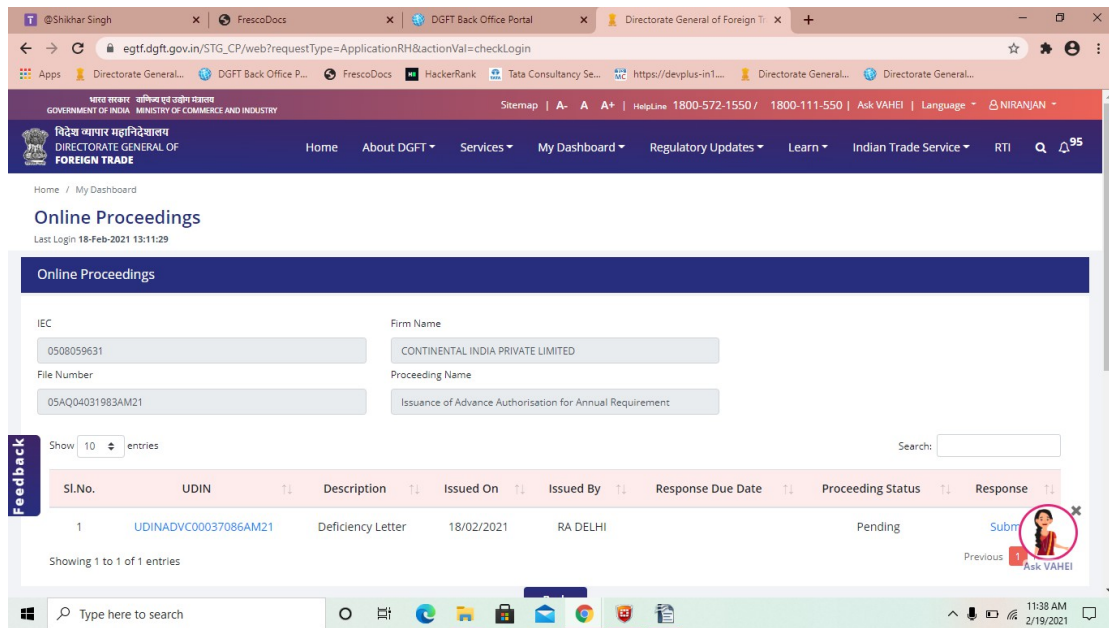 @Shikhar Singh
FrescoDocs
DGFT Back Office Portal
Directorate General of Foreign Tr
egtf.dgft.gov.in/STG_CP/web?requestType=ApplicationRH&actionVal=checkLogin
Apps Directorate General... DGFT Back Office P... FrescoDocs HackerRank Tata Consultancy Se... https://devplus-in1.... Directorate General... Directorate General...
भारत सरकार वाणिज्य एवं उद्योग मंत्रालय
GOVERNMENT OF INDIA MINISTRY OF COMMERCE AND INDUSTRY
Sitemap | A- A A+ | HelpLine 1800-572-1550 / 1800-111-550 | Ask VAHEI | Language NIRANJAN
विदेश व्यापार महानिदेशालय
DIRECTORATE GENERAL OF
FOREIGN TRADE
Home About DGFT Services My Dashboard Regulatory Updates Learn Indian Trade Service RTI 95
Home / My Dashboard
Online Proceedings
Last Login 18-Feb-2021 13:11:29
Online Proceedings
IEC Firm Name
0508059631 CONTINENTAL INDIA PRIVATE LIMITED
File Number Proceeding Name
05AQ04031983AM21 Issuance of Advance Authorisation for Annual Requirement
Show 10 entries Search:
Feedback
Sl.No. UDIN Description Issued On Issued By Response Due Date Proceeding Status Response
1 UDINADVC00037086AM21 Deficiency Letter 18/02/2021 RA DELHI Pending Subm
Showing 1 to 1 of 1 entries Previous 1
Ask VAHEI
Type here to search
11:38 AM
2/19/2021